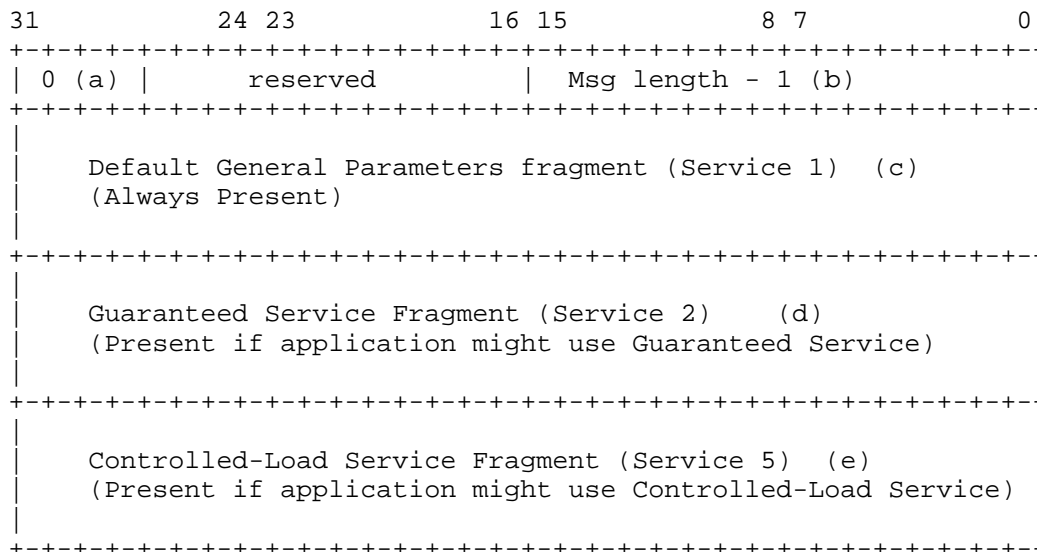 31           24 23           16 15            8 7             0
+-+-+-+-+-+-+-+-+-+-+-+-+-+-+-+-+-+-+-+-+-+-+-+-+-+-+-+-+-+-+-+-
| 0 (a) |      reserved         |  Msg length - 1 (b)
+-+-+-+-+-+-+-+-+-+-+-+-+-+-+-+-+-+-+-+-+-+-+-+-+-+-+-+-+-+-+-+-
|
|    Default General Parameters fragment (Service 1)  (c)
|    (Always Present)
|
+-+-+-+-+-+-+-+-+-+-+-+-+-+-+-+-+-+-+-+-+-+-+-+-+-+-+-+-+-+-+-+-
|
|    Guaranteed Service Fragment (Service 2)    (d)
|    (Present if application might use Guaranteed Service)
|
+-+-+-+-+-+-+-+-+-+-+-+-+-+-+-+-+-+-+-+-+-+-+-+-+-+-+-+-+-+-+-+-
|
|    Controlled-Load Service Fragment (Service 5)  (e)
|    (Present if application might use Controlled-Load Service)
|
+-+-+-+-+-+-+-+-+-+-+-+-+-+-+-+-+-+-+-+-+-+-+-+-+-+-+-+-+-+-+-+-